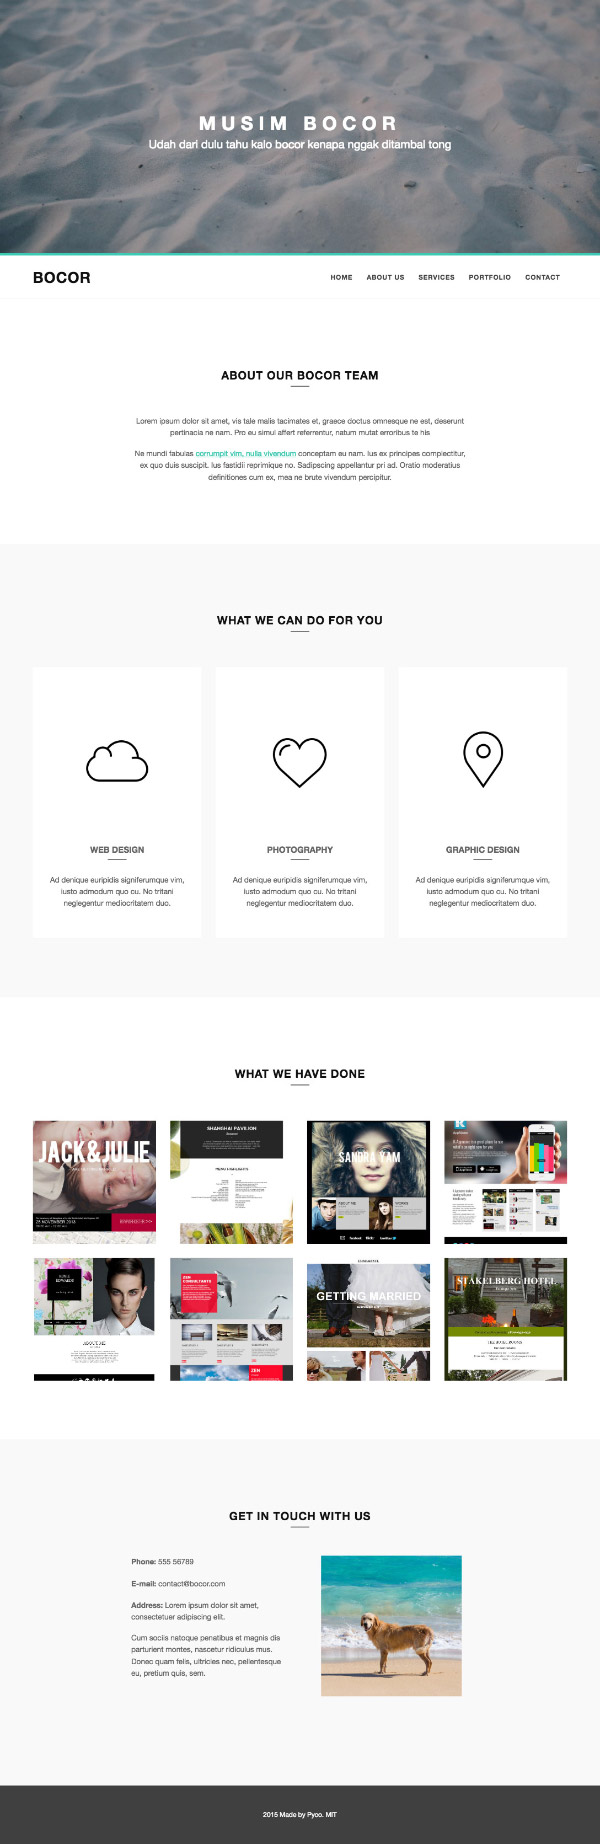 MUSIM BOCOR
Udah dari dulu tahu kalo bocor kenapa nggak ditambal tong
BOCOR
HOME ABOUT US SERVICES PORTFOLIO CONTACT
ABOUT OUR BOCOR TEAM
Lorem ipsum dolor sit amet, vis tale malis tacimates et, graece doctus omnesque ne est, deserunt
pertinacia ne nam. Pro eu simul affert referrentur, natum mutat erroribus te his
Ne mundi fabulas corrumpit vim, nulla vivendum conceptam eu nam. Ius ex principes complectitur,
ex quo duis suscipit. Ius fastidii reprimique no. Sadipscing appellantur pri ad. Oratio moderatius
definitiones cum ex, mea ne brute vivendum percipitur.
WHAT WE CAN DO FOR YOU
WEB DESIGN
Ad denique euripidis signiferumque vim,
iusto admodum quo cu. No tritani
neglegentur mediocritatem duo.
PHOTOGRAPHY
Ad denique euripidis signiferumque vim,
iusto admodum quo cu. No tritani
neglegentur mediocritatem duo.
GRAPHIC DESIGN
Ad denique euripidis signiferumque vim,
iusto admodum quo cu. No tritani
neglegentur mediocritatem duo.
WHAT WE HAVE DONE
JACK&JULIE
SHANGHAI PAVILION
SANDRA YAM
ABOUT ME
WORKS
ZEN
CONSULTANTS
GETTING MARRIED
STAKELBERG HOTEL
GET IN TOUCH WITH US
Phone: 555 56789
E-mail: contact@bocor.com
Address: Lorem ipsum dolor sit amet,
consectetuer adipiscing elit.
Cum sociis natoque penatibus et magnis dis
parturient montes, nascetur ridiculus mus.
Donec quam felis, ultricies nec, pellentesque
eu, pretium quis, sem.
2015 Made by Pyoo. MIT